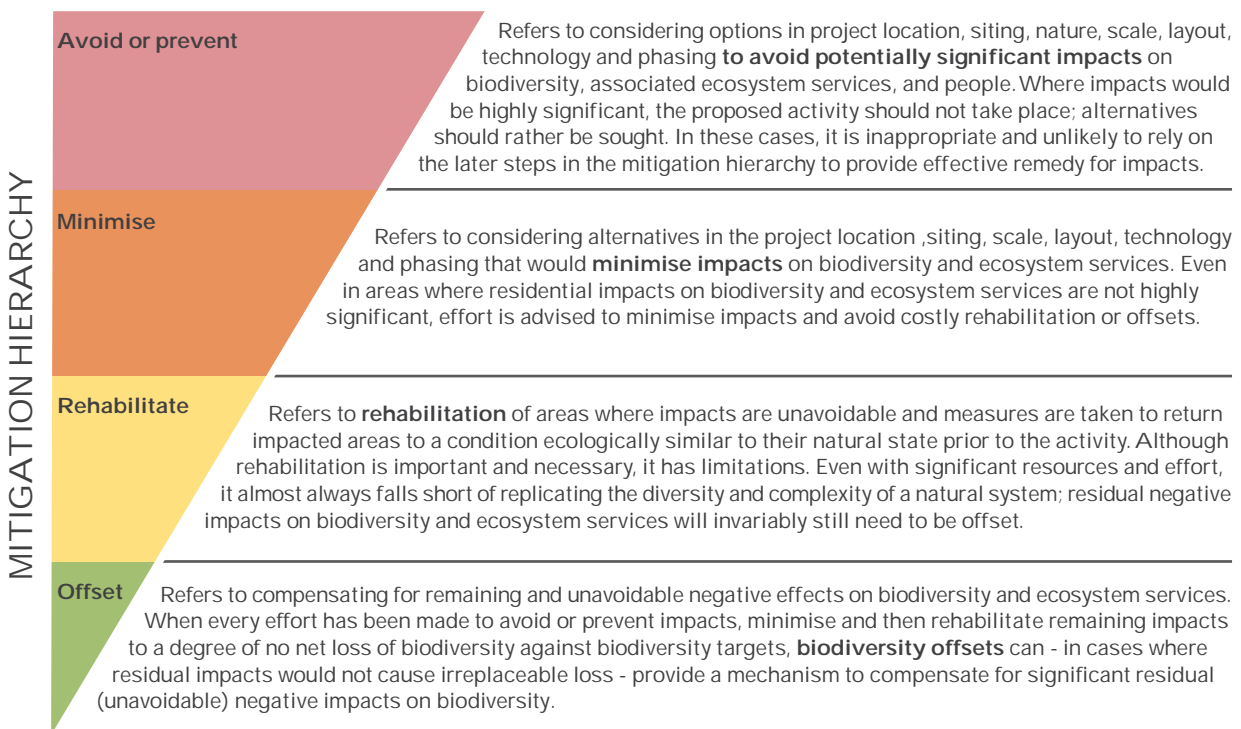 MITIGATION HIERARCHY
Avoid or prevent
Refers to considering options in project location, siting, nature, scale, layout,
technology and phasing to avoid potentially significant impacts on
biodiversity, associated ecosystem services, and people. Where impacts would
be highly significant, the proposed activity should not take place; alternatives
should rather be sought. In these cases, it is inappropriate and unlikely to rely on
the later steps in the mitigation hierarchy to provide effective remedy for impacts.
Minimise
Refers to considering alternatives in the project location ,siting, scale, layout, technology
and phasing that would minimise impacts on biodiversity and ecosystem services. Even
in areas where residential impacts on biodiversity and ecosystem services are not highly
significant, effort is advised to minimise impacts and avoid costly rehabilitation or offsets.
Rehabilitate
Refers to rehabilitation of areas where impacts are unavoidable and measures are taken to return
impacted areas to a condition ecologically similar to their natural state prior to the activity. Although
rehabilitation is important and necessary, it has limitations. Even with significant resources and effort,
it almost always falls short of replicating the diversity and complexity of a natural system; residual negative
impacts on biodiversity and ecosystem services will invariably still need to be offset.
Offset
Refers to compensating for remaining and unavoidable negative effects on biodiversity and ecosystem services.
When every effort has been made to avoid or prevent impacts, minimise and then rehabilitate remaining impacts
to a degree of no net loss of biodiversity against biodiversity targets, biodiversity offsets can - in cases where
residual impacts would not cause irreplaceable loss - provide a mechanism to compensate for significant residual
(unavoidable) negative impacts on biodiversity.